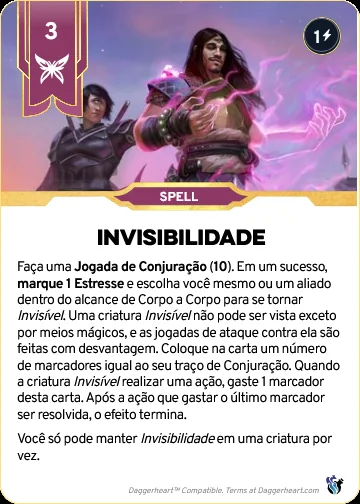 3
1
SPELL
INVISIBILIDADE
Faça uma Jogada de Conjuração (10). Em um sucesso,
marque 1 Estresse e escolha você mesmo ou um aliado
dentro do alcance de Corpo a Corpo para se tornar
Invisível. Uma criatura Invisível não pode ser vista exceto
por meios mágicos, e as jogadas de ataque contra ela são
feitas com desvantagem. Coloque na carta um número
de marcadores igual ao seu traço de Conjuração. Quando
a criatura Invisível realizar uma ação, gaste 1 marcador
desta carta. Após a ação que gastar o último marcador
ser resolvida, o efeito termina.
Você só pode manter Invisibilidade em uma criatura por
vez.
Daggerheart™ Compatible. Terms at Daggerheart.com